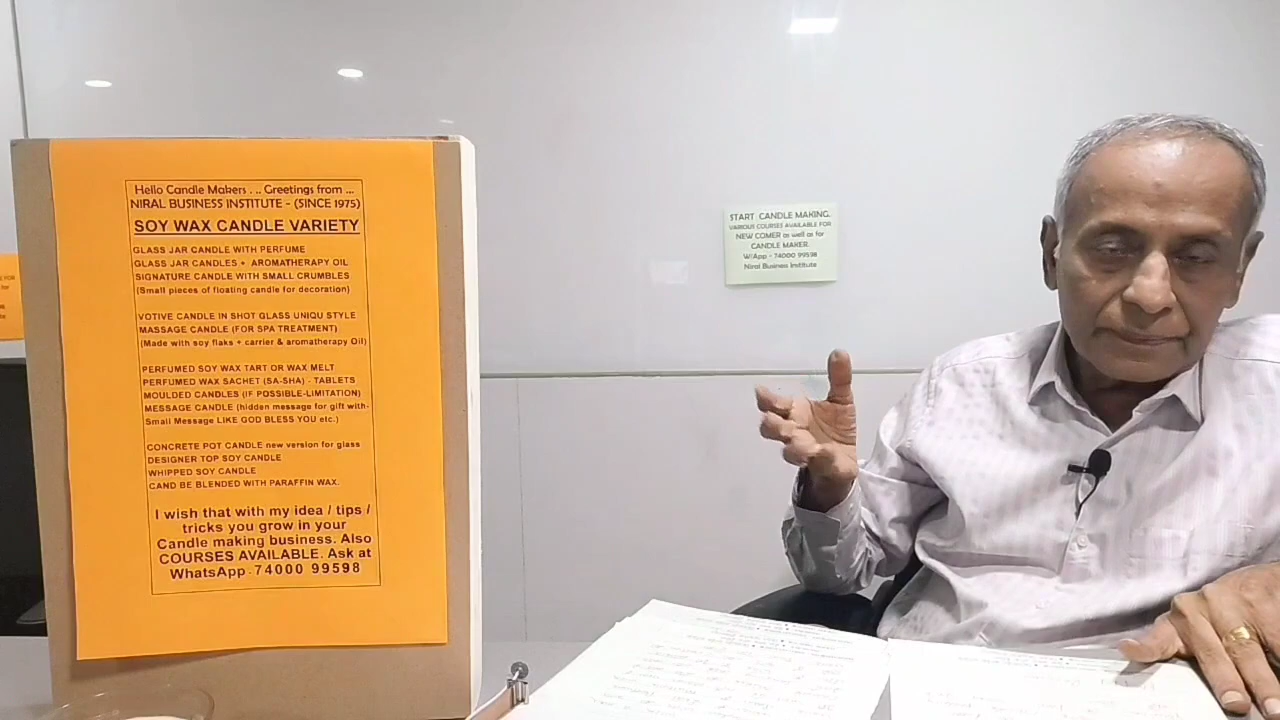 Hello Candle Makers . .. Greetings from ...
NIRAL BUSINESS INSTITUTE - (SINCE 1975)
SOY WAX CANDLE VARIETY
GLASS JAR CANDLE WITH PERFUME
GLASS JAR CANDLES + AROMATHERAPY OIL
SIGNATURE CANDLE WITH SMALL CRUMBLES
(Small pieces of floating candle for decoration)
VOTIVE CANDLE IN SHOT GLASS UNIQU STYLE
MASSAGE CANDLE (FOR SPA TREATMENT)
(Made with soy flaks + carrier & aromatherapy Oil)
PERFUMED SOY WAX TART OR WAX MELT
PERFUMED WAX SACHET (SA-SHA) - TABLETS
MOULDED CANDLES (IF POSSIBLE-LIMITATION)
MESSAGE CANDLE (hidden message for gift with-
Small Message LIKE GOD BLESS YOU etc.)
CONCRETE POT CANDLE new version for glass
DESIGNER TOP SOY CANDLE
WHIPPED SOY CANDLE
CAND BE BLENDED WITH PARAFFIN WAX.
I wish that with my idea / tips /
tricks you grow in your
Candle making business. Also
COURSES AVAILABLE. Ask at
WhatsApp - 74000 99598
START CANDLE MAKING.
VARIOUS COURSES AVAILABLE FOR
NEW COMER as well as for
CANDLE MAKER.
W/App - 74000 99598
Niral Business Institute